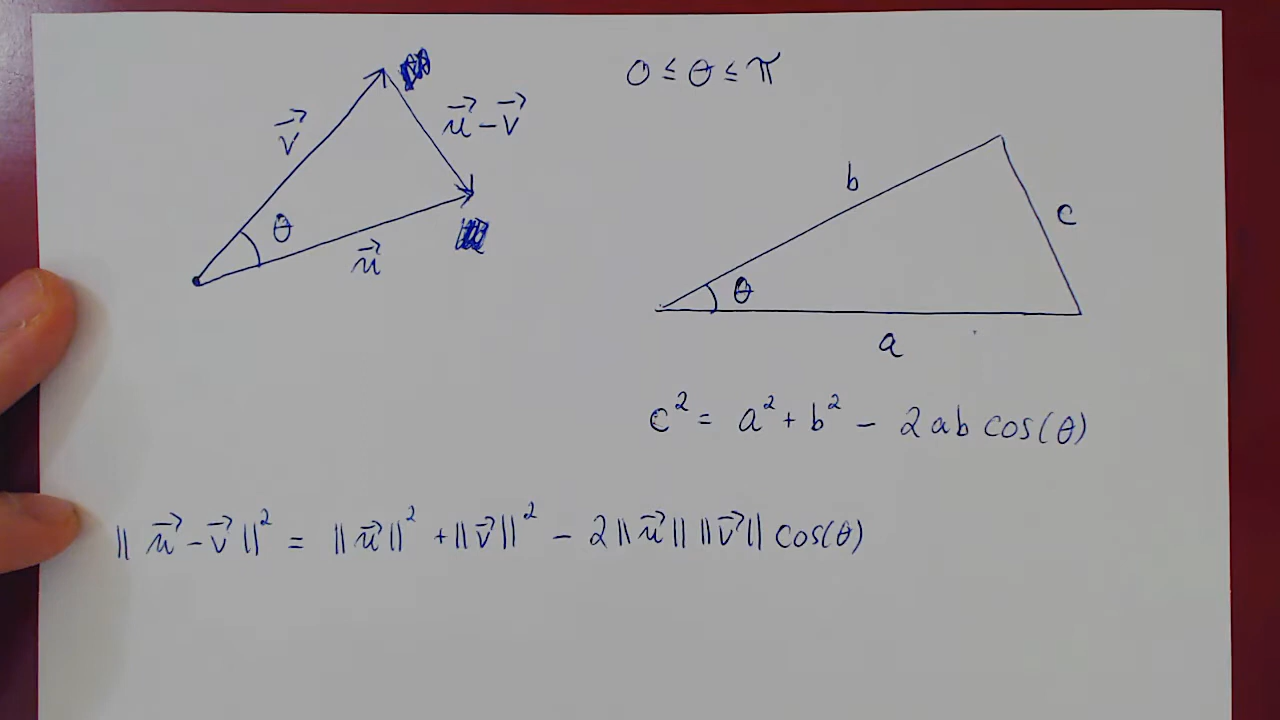 0 ≤ θ ≤ π
v⃗
u⃗ − v⃗
θ
u⃗
b
c
θ
a
c² = a² + b² − 2ab cos(θ)
‖u⃗ − v⃗‖² = ‖u⃗‖² + ‖v⃗‖² − 2‖u⃗‖ ‖v⃗‖ cos(θ)